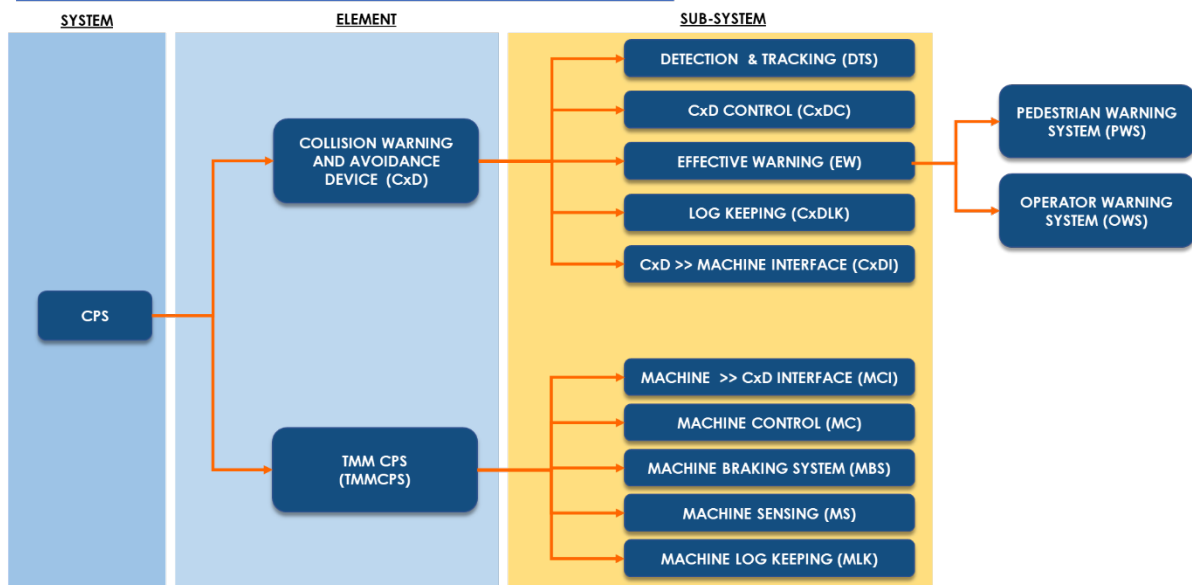 SYSTEM
ELEMENT
SUB-SYSTEM
CPS
COLLISION WARNING
AND AVOIDANCE
DEVICE (CxD)
TMM CPS
(TMMCPS)
DETECTION & TRACKING (DTS)
CxD CONTROL (CxDC)
EFFECTIVE WARNING (EW)
LOG KEEPING (CxDLK)
CxD >> MACHINE INTERFACE (CxDI)
MACHINE >> CxD INTERFACE (MCI)
MACHINE CONTROL (MC)
MACHINE BRAKING SYSTEM (MBS)
MACHINE SENSING (MS)
MACHINE LOG KEEPING (MLK)
PEDESTRIAN WARNING
SYSTEM (PWS)
OPERATOR WARNING
SYSTEM (OWS)